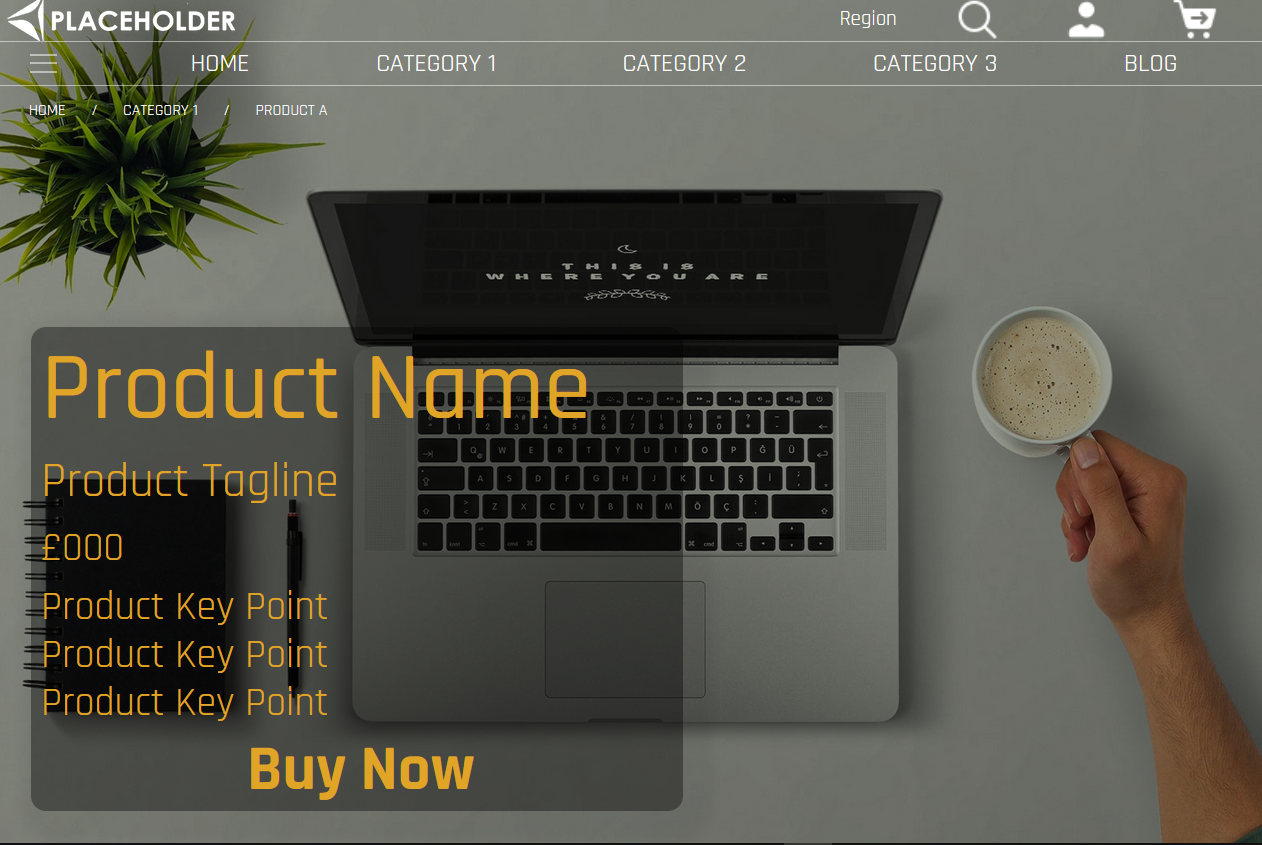 PLACEHOLDER
Region
HOME CATEGORY 1 CATEGORY 2 CATEGORY 3 BLOG
HOME / CATEGORY 1 / PRODUCT A
THIS IS
WHERE YOU ARE
Product Name
Product Tagline
£000
Product Key Point
Product Key Point
Product Key Point
Buy Now
Q W E R T Y U I O P Ğ Ü
A S D F G H J K L Ş İ
Z X C V B N M Ö Ç